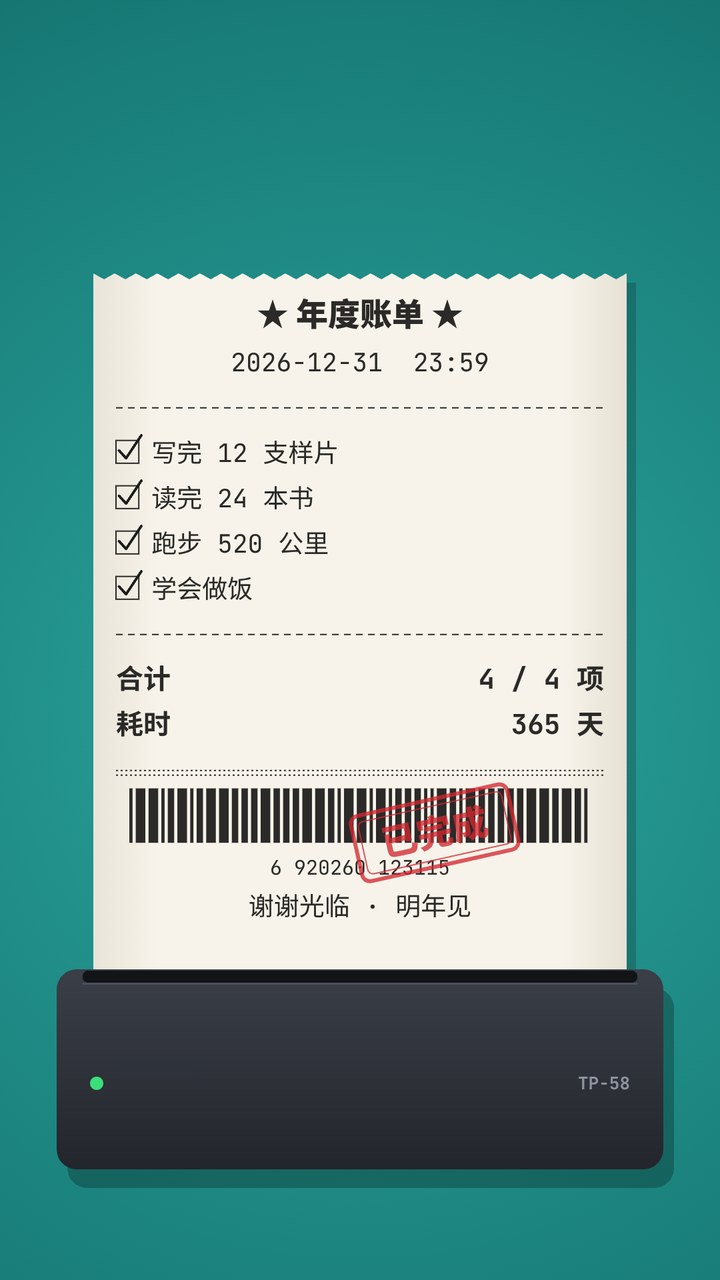 ★ 年度账单 ★
2026-12-31 23:59
写完 12 支样片
读完 24 本书
跑步 520 公里
学会做饭
合计 4 / 4 项
耗时 365 天
已完成
6 920260 123115
谢谢光临 · 明年见
TP-58